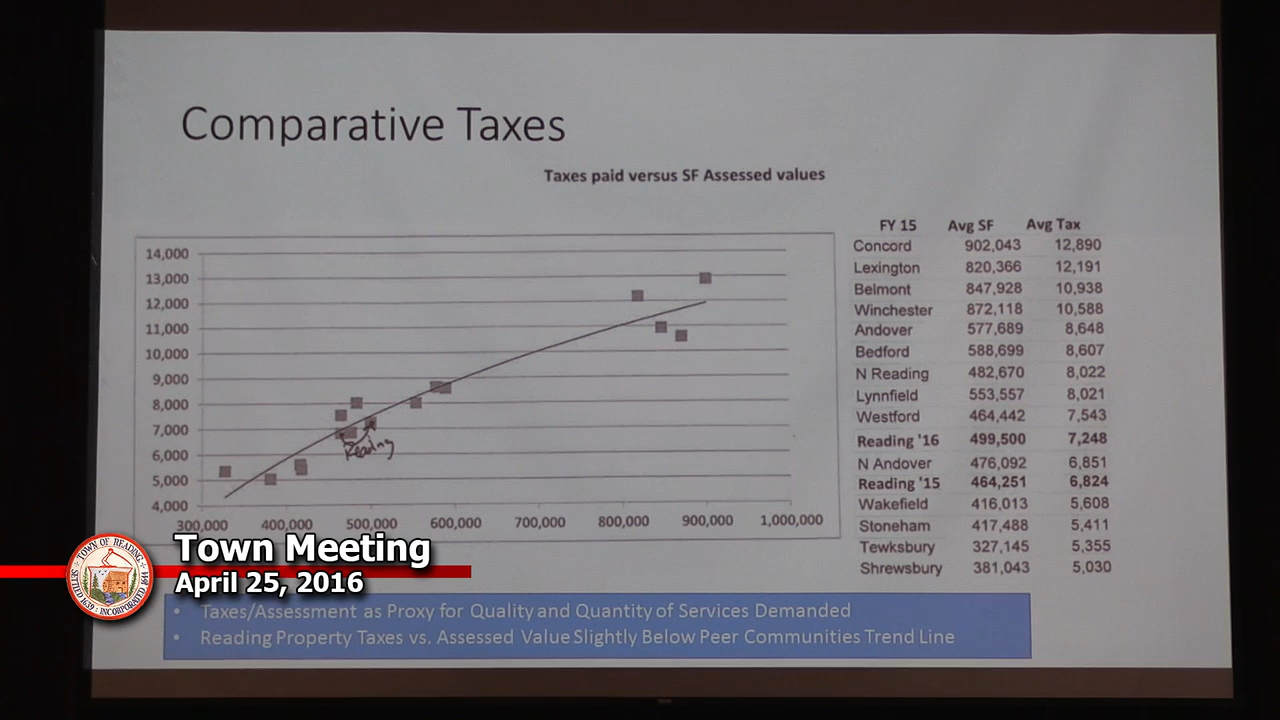 Comparative Taxes
Taxes paid versus SF Assessed values
14,000
13,000
12,000
11,000
10,000
9,000
8,000
7,000
6,000
5,000
4,000
300,000 400,000 500,000 600,000 700,000 800,000 900,000 1,000,000
Reading
FY 15 Avg SF Avg Tax
Concord 902,043 12,890
Lexington 820,366 12,191
Belmont 847,928 10,938
Winchester 872,118 10,588
Andover 577,689 8,648
Bedford 588,699 8,607
N Reading 482,670 8,022
Lynnfield 553,557 8,021
Westford 464,442 7,543
Reading '16 499,500 7,248
N Andover 476,092 6,851
Reading '15 464,251 6,824
Wakefield 416,013 5,608
Stoneham 417,488 5,411
Tewksbury 327,145 5,355
Shrewsbury 381,043 5,030
TOWN OF READING
SETTLED 1639 : INCORPORATED 1644
Town Meeting
April 25, 2016
• Taxes/Assessment as Proxy for Quality and Quantity of Services Demanded
• Reading Property Taxes vs. Assessed Value Slightly Below Peer Communities Trend Line